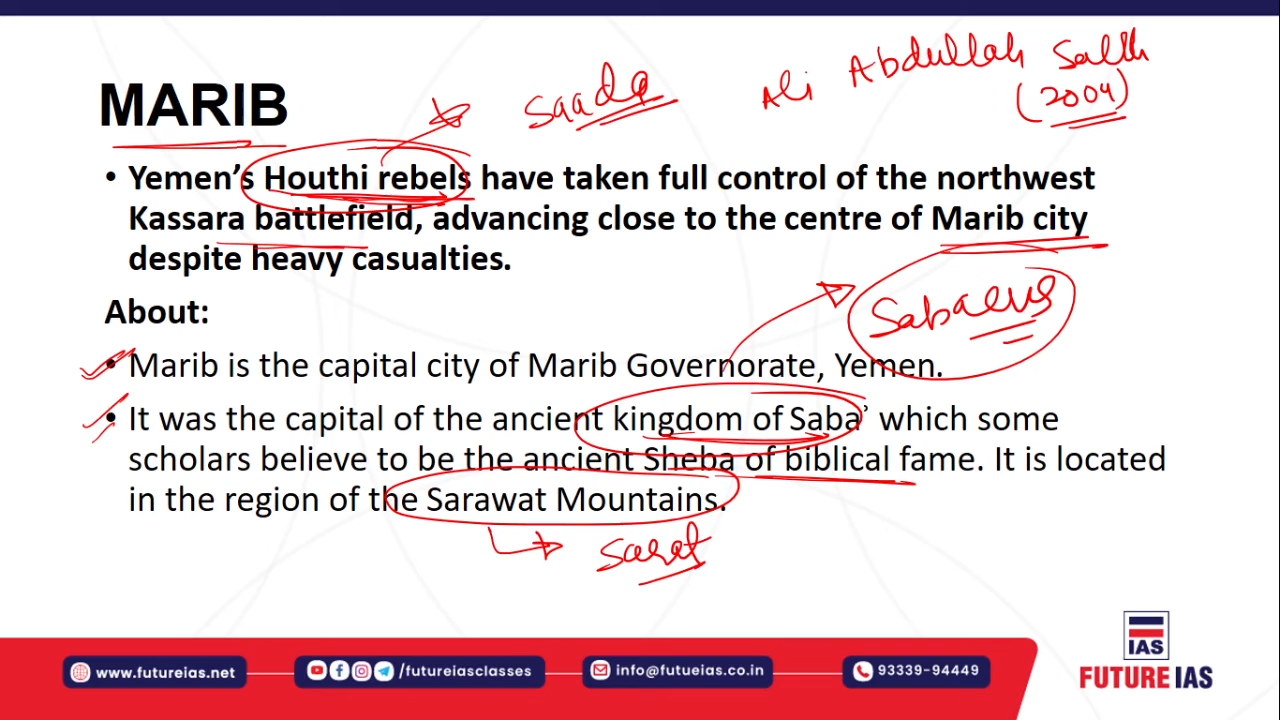 MARIB
Saada
Ali Abdullah Salih
(2004)
• Yemen's Houthi rebels have taken full control of the northwest
Kassara battlefield, advancing close to the centre of Marib city
despite heavy casualties.
About:
Sabaeus
• Marib is the capital city of Marib Governorate, Yemen.
• It was the capital of the ancient kingdom of Sabaʾ which some
scholars believe to be the ancient Sheba of biblical fame. It is located
in the region of the Sarawat Mountains.
Sarat
www.futureias.net
/futureiasclasses
info@futueias.co.in
93339-94449
IAS
FUTURE IAS